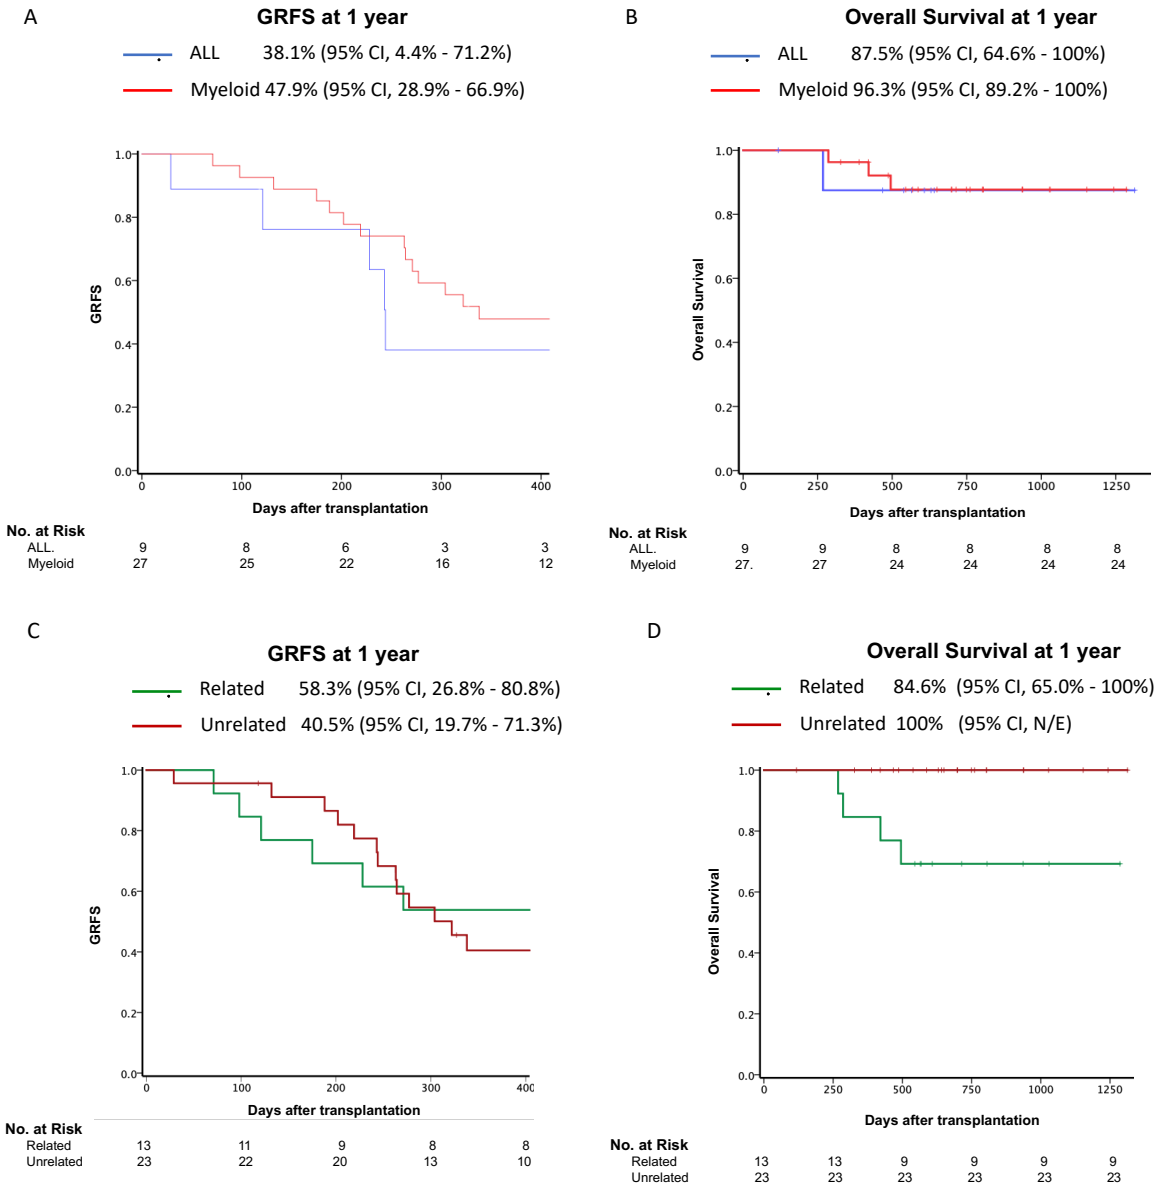 A
GRFS at 1 year
ALL 38.1% (95% CI, 4.4% - 71.2%)
Myeloid 47.9% (95% CI, 28.9% - 66.9%)
1.0
0.8
0.6
0.4
0.2
0.0
GRFS
0 100 200 300 400
Days after transplantation
No. at Risk
ALL. 9 8 6 3 3
Myeloid 27 25 22 16 12
B
Overall Survival at 1 year
ALL 87.5% (95% CI, 64.6% - 100%)
Myeloid 96.3% (95% CI, 89.2% - 100%)
1.0
0.8
0.6
0.4
0.2
0.0
Overall Survival
0 250 500 750 1000 1250
Days after transplantation
No. at Risk
ALL. 9 9 8 8 8 8
Myeloid 27. 27 24 24 24 24
C
GRFS at 1 year
Related 58.3% (95% CI, 26.8% - 80.8%)
Unrelated 40.5% (95% CI, 19.7% - 71.3%)
1.0
0.8
0.6
0.4
0.2
0.0
GRFS
0 100 200 300 400
Days after transplantation
No. at Risk
Related 13 11 9 8 8
Unrelated 23 22 20 13 10
D
Overall Survival at 1 year
Related 84.6% (95% CI, 65.0% - 100%)
Unrelated 100% (95% CI, N/E)
1.0
0.8
0.6
0.4
0.2
0.0
Overall Survival
0 250 500 750 1000 1250
Days after transplantation
No. at Risk
Related 13 13 9 9 9 9
Unrelated 23 23 23 23 23 23